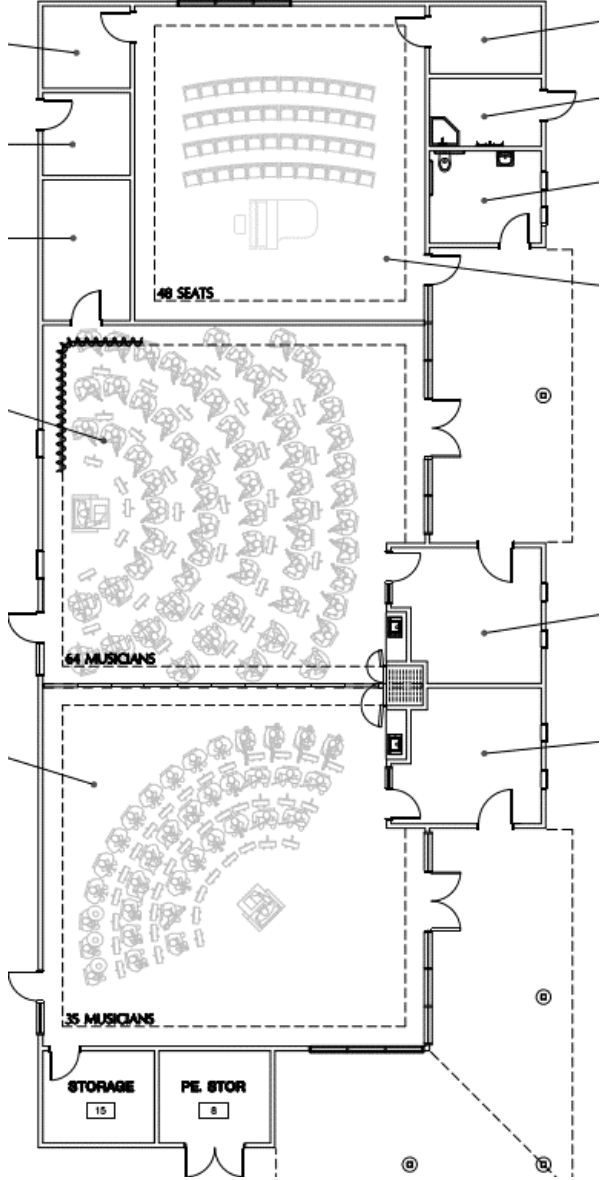 48 SEATS
64 MUSICIANS
35 MUSICIANS
STORAGE
15
PE. STOR
8